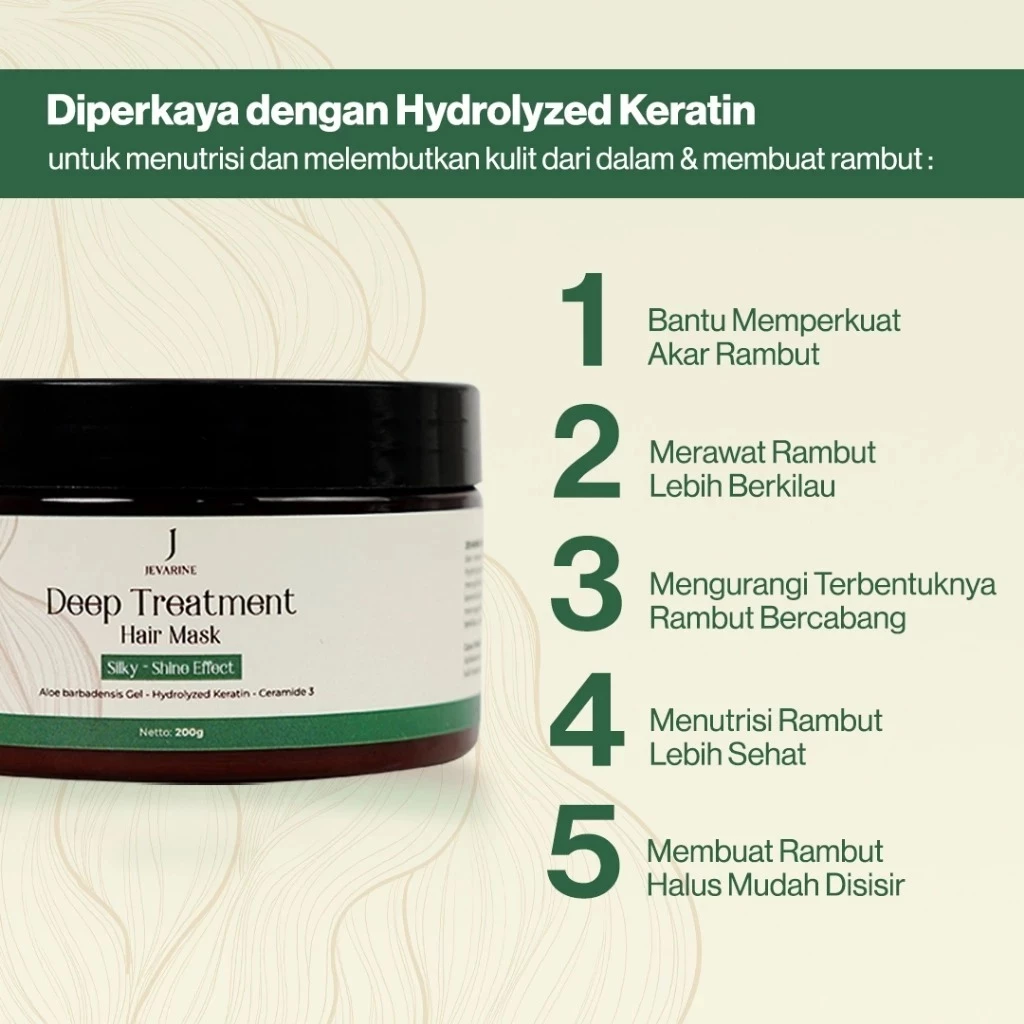 Diperkaya dengan Hydrolyzed Keratin
untuk menutrisi dan melembutkan kulit dari dalam & membuat rambut :
1
Bantu Memperkuat
Akar Rambut
2
Merawat Rambut
Lebih Berkilau
3
Mengurangi Terbentuknya
Rambut Bercabang
4
Menutrisi Rambut
Lebih Sehat
5
Membuat Rambut
Halus Mudah Disisir
J
JEVARINE
Deep Treatment
Hair Mask
Silky - Shine Effect
Aloe barbadensis Gel - Hydrolyzed Keratin - Ceramide 3
Netto: 200g